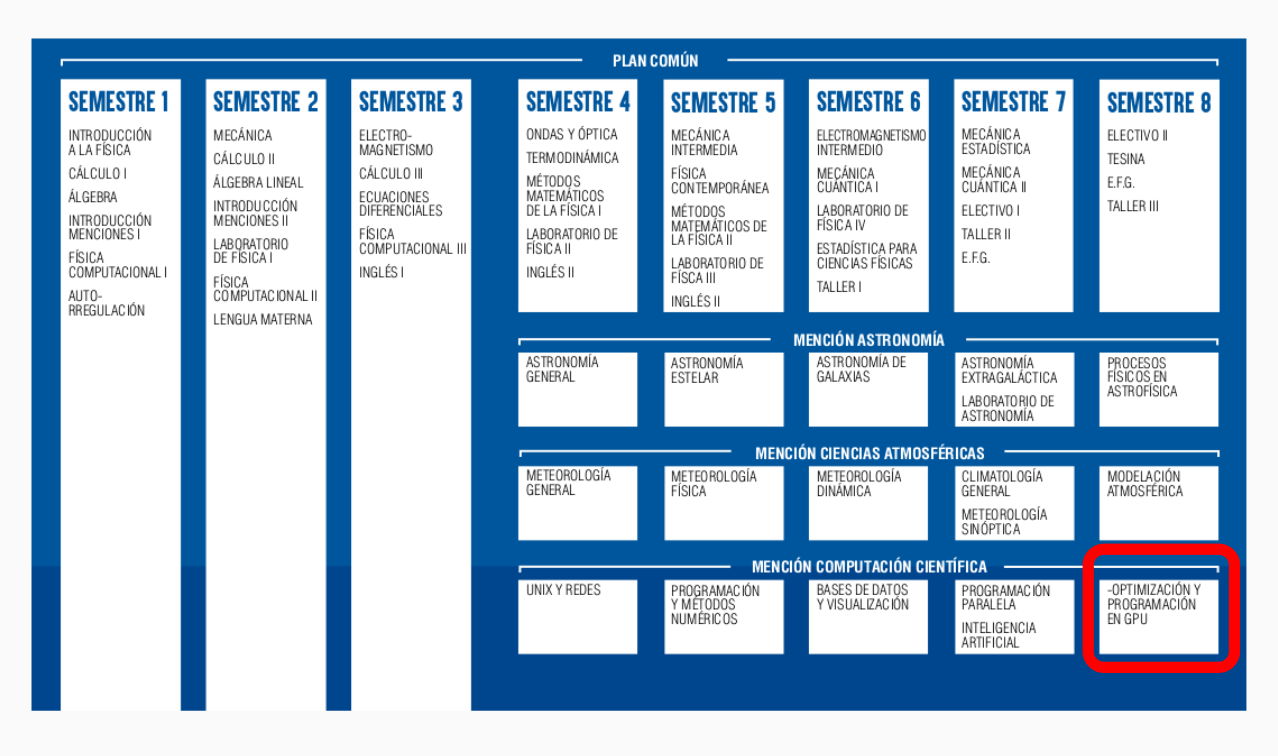 PLAN COMÚN
SEMESTRE 1
INTRODUCCIÓN
A LA FÍSICA
CÁLCULO I
ÁLGEBRA
INTRODUCCIÓN
MENCIONES I
FÍSICA
COMPUTACIONAL I
AUTO-
RREGULACIÓN
SEMESTRE 2
MECÁNICA
CÁLCULO II
ÁLGEBRA LINEAL
INTRODUCCIÓN
MENCIONES II
LABORATORIO
DE FÍSICA I
FÍSICA
COMPUTACIONAL II
LENGUA MATERNA
SEMESTRE 3
ELECTRO-
MAGNETISMO
CÁLCULO III
ECUACIONES
DIFERENCIALES
FÍSICA
COMPUTACIONAL III
INGLÉS I
SEMESTRE 4
ONDAS Y ÓPTICA
TERMODINÁMICA
MÉTODOS
MATEMÁTICOS
DE LA FÍSICA I
LABORATORIO DE
FÍSICA II
INGLÉS II
SEMESTRE 5
MECÁNICA
INTERMEDIA
FÍSICA
CONTEMPORÁNEA
MÉTODOS
MATEMÁTICOS DE
LA FÍSICA II
LABORATORIO DE
FÍSCA III
INGLÉS II
SEMESTRE 6
ELECTROMAGNETISMO
INTERMEDIO
MECÁNICA
CUÁNTICA I
LABORATORIO DE
FÍSICA IV
ESTADÍSTICA PARA
CIENCIAS FÍSICAS
TALLER I
SEMESTRE 7
MECÁNICA
ESTADÍSTICA
MECÁNICA
CUÁNTICA II
ELECTIVO I
TALLER II
E.F.G.
SEMESTRE 8
ELECTIVO II
TESINA
E.F.G.
TALLER III
MENCIÓN ASTRONOMÍA
ASTRONOMÍA
GENERAL
ASTRONOMÍA
ESTELAR
ASTRONOMÍA DE
GALAXIAS
ASTRONOMÍA
EXTRAGALÁCTICA
LABORATORIO DE
ASTRONOMÍA
PROCESOS
FÍSICOS EN
ASTROFÍSICA
MENCIÓN CIENCIAS ATMOSFÉRICAS
METEOROLOGÍA
GENERAL
METEOROLOGÍA
FÍSICA
METEOROLOGÍA
DINÁMICA
CLIMATOLOGÍA
GENERAL
METEOROLOGÍA
SINÓPTICA
MODELACIÓN
ATMOSFÉRICA
MENCIÓN COMPUTACIÓN CIENTÍFICA
UNIX Y REDES
PROGRAMACIÓN
Y MÉTODOS
NUMÉRICOS
BASES DE DATOS
Y VISUALIZACIÓN
PROGRAMACIÓN
PARALELA
INTELIGENCIA
ARTIFICIAL
-OPTIMIZACIÓN Y
PROGRAMACIÓN
EN GPU